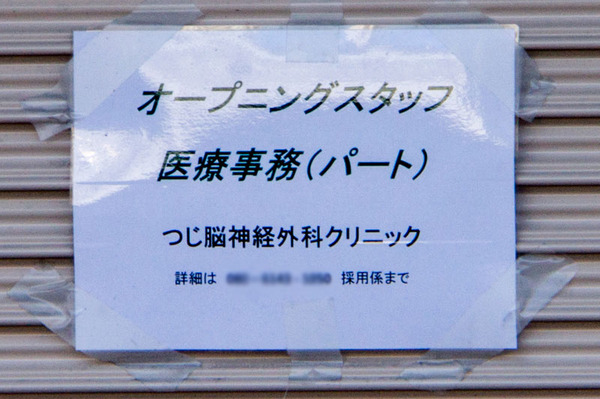 オープニングスタッフ
医療事務(パート)
つじ脳神経外科クリニック
詳細は 採用係まで